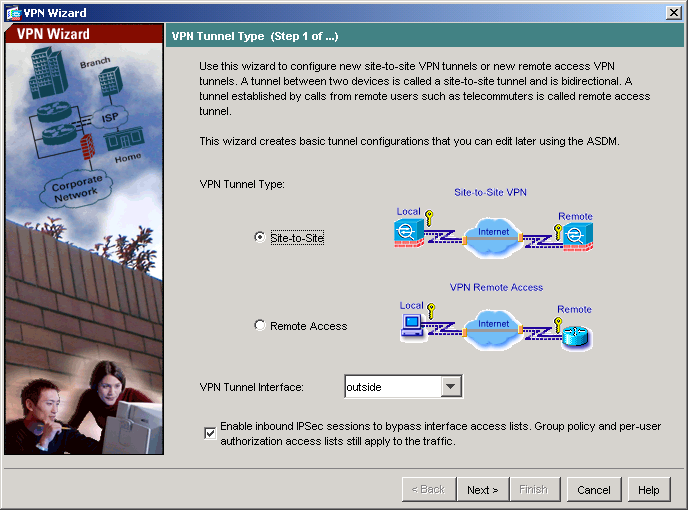 VPN Wizard
VPN Wizard
Branch
ISP
Home
Corporate
Network
VPN Tunnel Type (Step 1 of ...)
Use this wizard to configure new site-to-site VPN tunnels or new remote access VPN
tunnels. A tunnel between two devices is called a site-to-site tunnel and is bidirectional. A
tunnel established by calls from remote users such as telecommuters is called remote access
tunnel.
This wizard creates basic tunnel configurations that you can edit later using the ASDM.
VPN Tunnel Type:
Site-to-Site VPN
Local
Remote
Internet
Site-to-Site
VPN Remote Access
Local
Remote
Internet
Remote Access
VPN Tunnel Interface:
outside
Enable inbound IPSec sessions to bypass interface access lists. Group policy and per-user
authorization access lists still apply to the traffic.
< Back
Next >
Finish
Cancel
Help